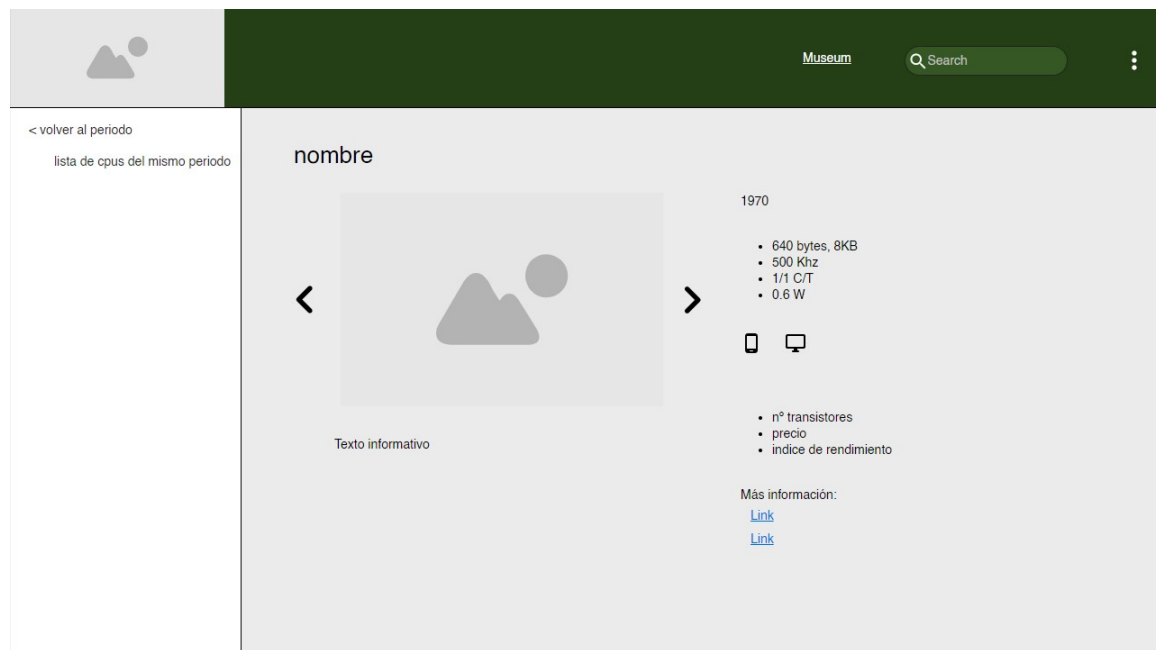 Museum
Search
< volver al periodo
lista de cpus del mismo periodo
nombre
1970
• 640 bytes, 8KB
• 500 Khz
• 1/1 C/T
• 0.6 W
• nº transistores
• precio
• indice de rendimiento
Texto informativo
Más información:
Link
Link